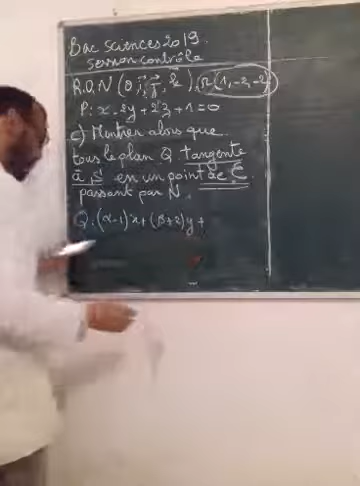 Bac sciences 2019
session contrôle
R.O.N (O, i, j, k), Ω(1, -2, -2)
P: x - 2y + 2z + 1 = 0
c) Montrer alors que
tous le plan Q tangente
à S en un point de C
passant par N.
Q: (α-1)x + (β+2)y +